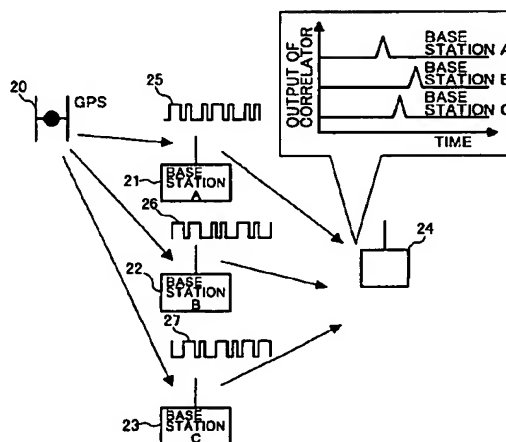 20
GPS
25
21
BASE
STATION
A
26
22
BASE
STATION
B
27
23
BASE
STATION
C
24
OUTPUT OF
CORRELATOR
BASE
STATION A
BASE
STATION B
BASE
STATION C
TIME